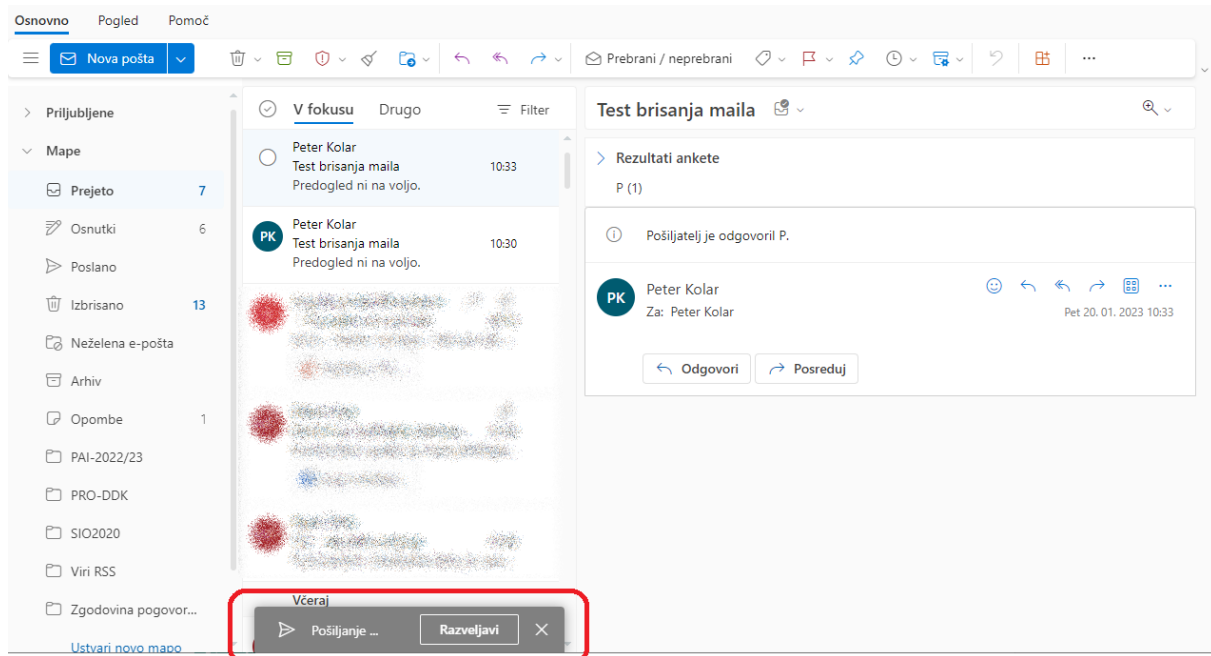 Osnovno Pogled Pomoč
Nova pošta Prebrani / neprebrani
Priljubljene
Mape
Prejeto 7
Osnutki 6
Poslano
Izbrisano 13
Neželena e-pošta
Arhiv
Opombe 1
PAI-2022/23
PRO-DDK
SIO2020
Viri RSS
Zgodovina pogovor...
Ustvari novo mapo
V fokusu Drugo Filter
Peter Kolar
Test brisanja maila 10:33
Predogled ni na voljo.
PK
Peter Kolar
Test brisanja maila 10:30
Predogled ni na voljo.
Včeraj
Pošiljanje ... Razveljavi
Test brisanja maila
Rezultati ankete
P (1)
Pošiljatelj je odgovoril P.
PK
Peter Kolar
Za: Peter Kolar Pet 20. 01. 2023 10:33
Odgovori Posreduj